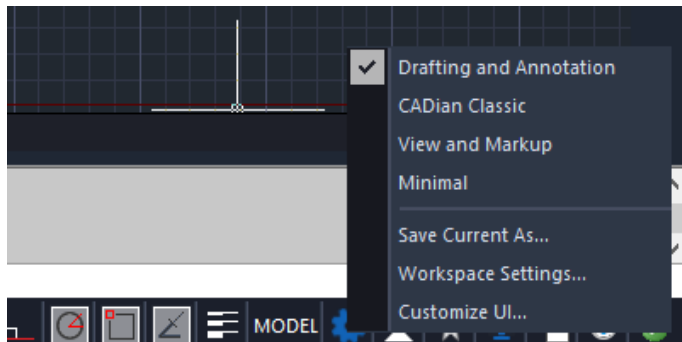 Drafting and Annotation
CADian Classic
View and Markup
Minimal
Save Current As...
Workspace Settings...
Customize UI...
MODEL